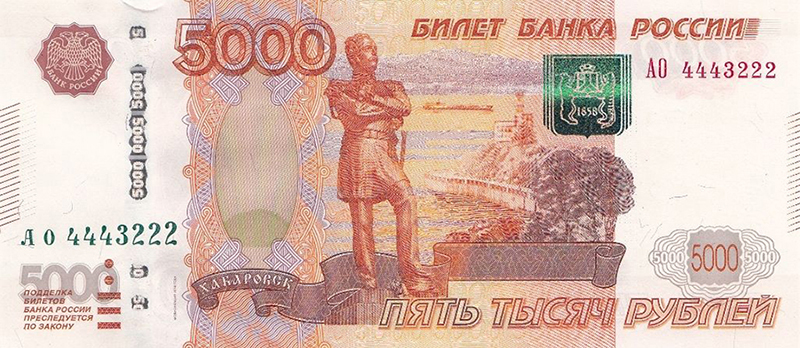 5000
БИЛЕТ БАНКА РОССИИ
БАНК РОССИИ
АО 4443222
1858
5000 5000 5000
АО 4443222
5000
ХАБАРОВСК
5000 5000 5000
ПОДДЕЛКА
БИЛЕТОВ
БАНКА РОССИИ
ПРЕСЛЕДУЕТСЯ
ПО ЗАКОНУ
ПЯТЬ ТЫСЯЧ РУБЛЕЙ